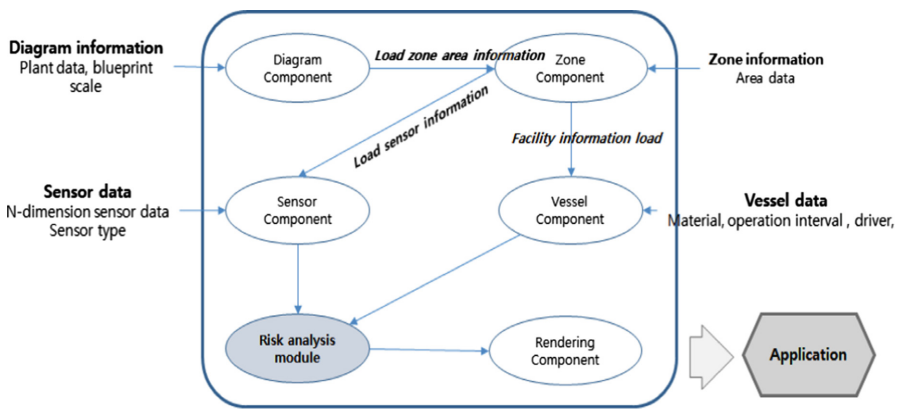 Diagram information
Plant data, blueprint
scale
Diagram
Component
Load zone area information
Zone
Component
Zone information
Area data
Load sensor information
Facility information load
Sensor data
N-dimension sensor data
Sensor type
Sensor
Component
Vessel
Component
Vessel data
Material, operation interval , driver,
Risk analysis
module
Rendering
Component
Application